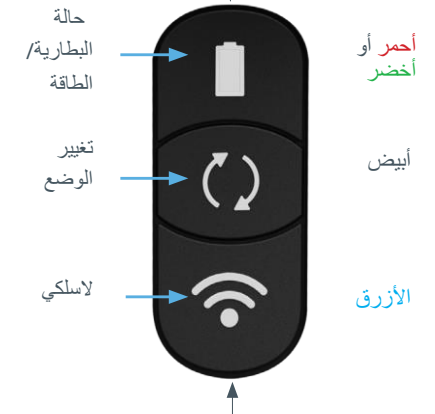 حالة
البطارية/
الطاقة
أحمر أو
أخضر
تغيير
الوضع
أبيض
لاسلكي
الأزرق